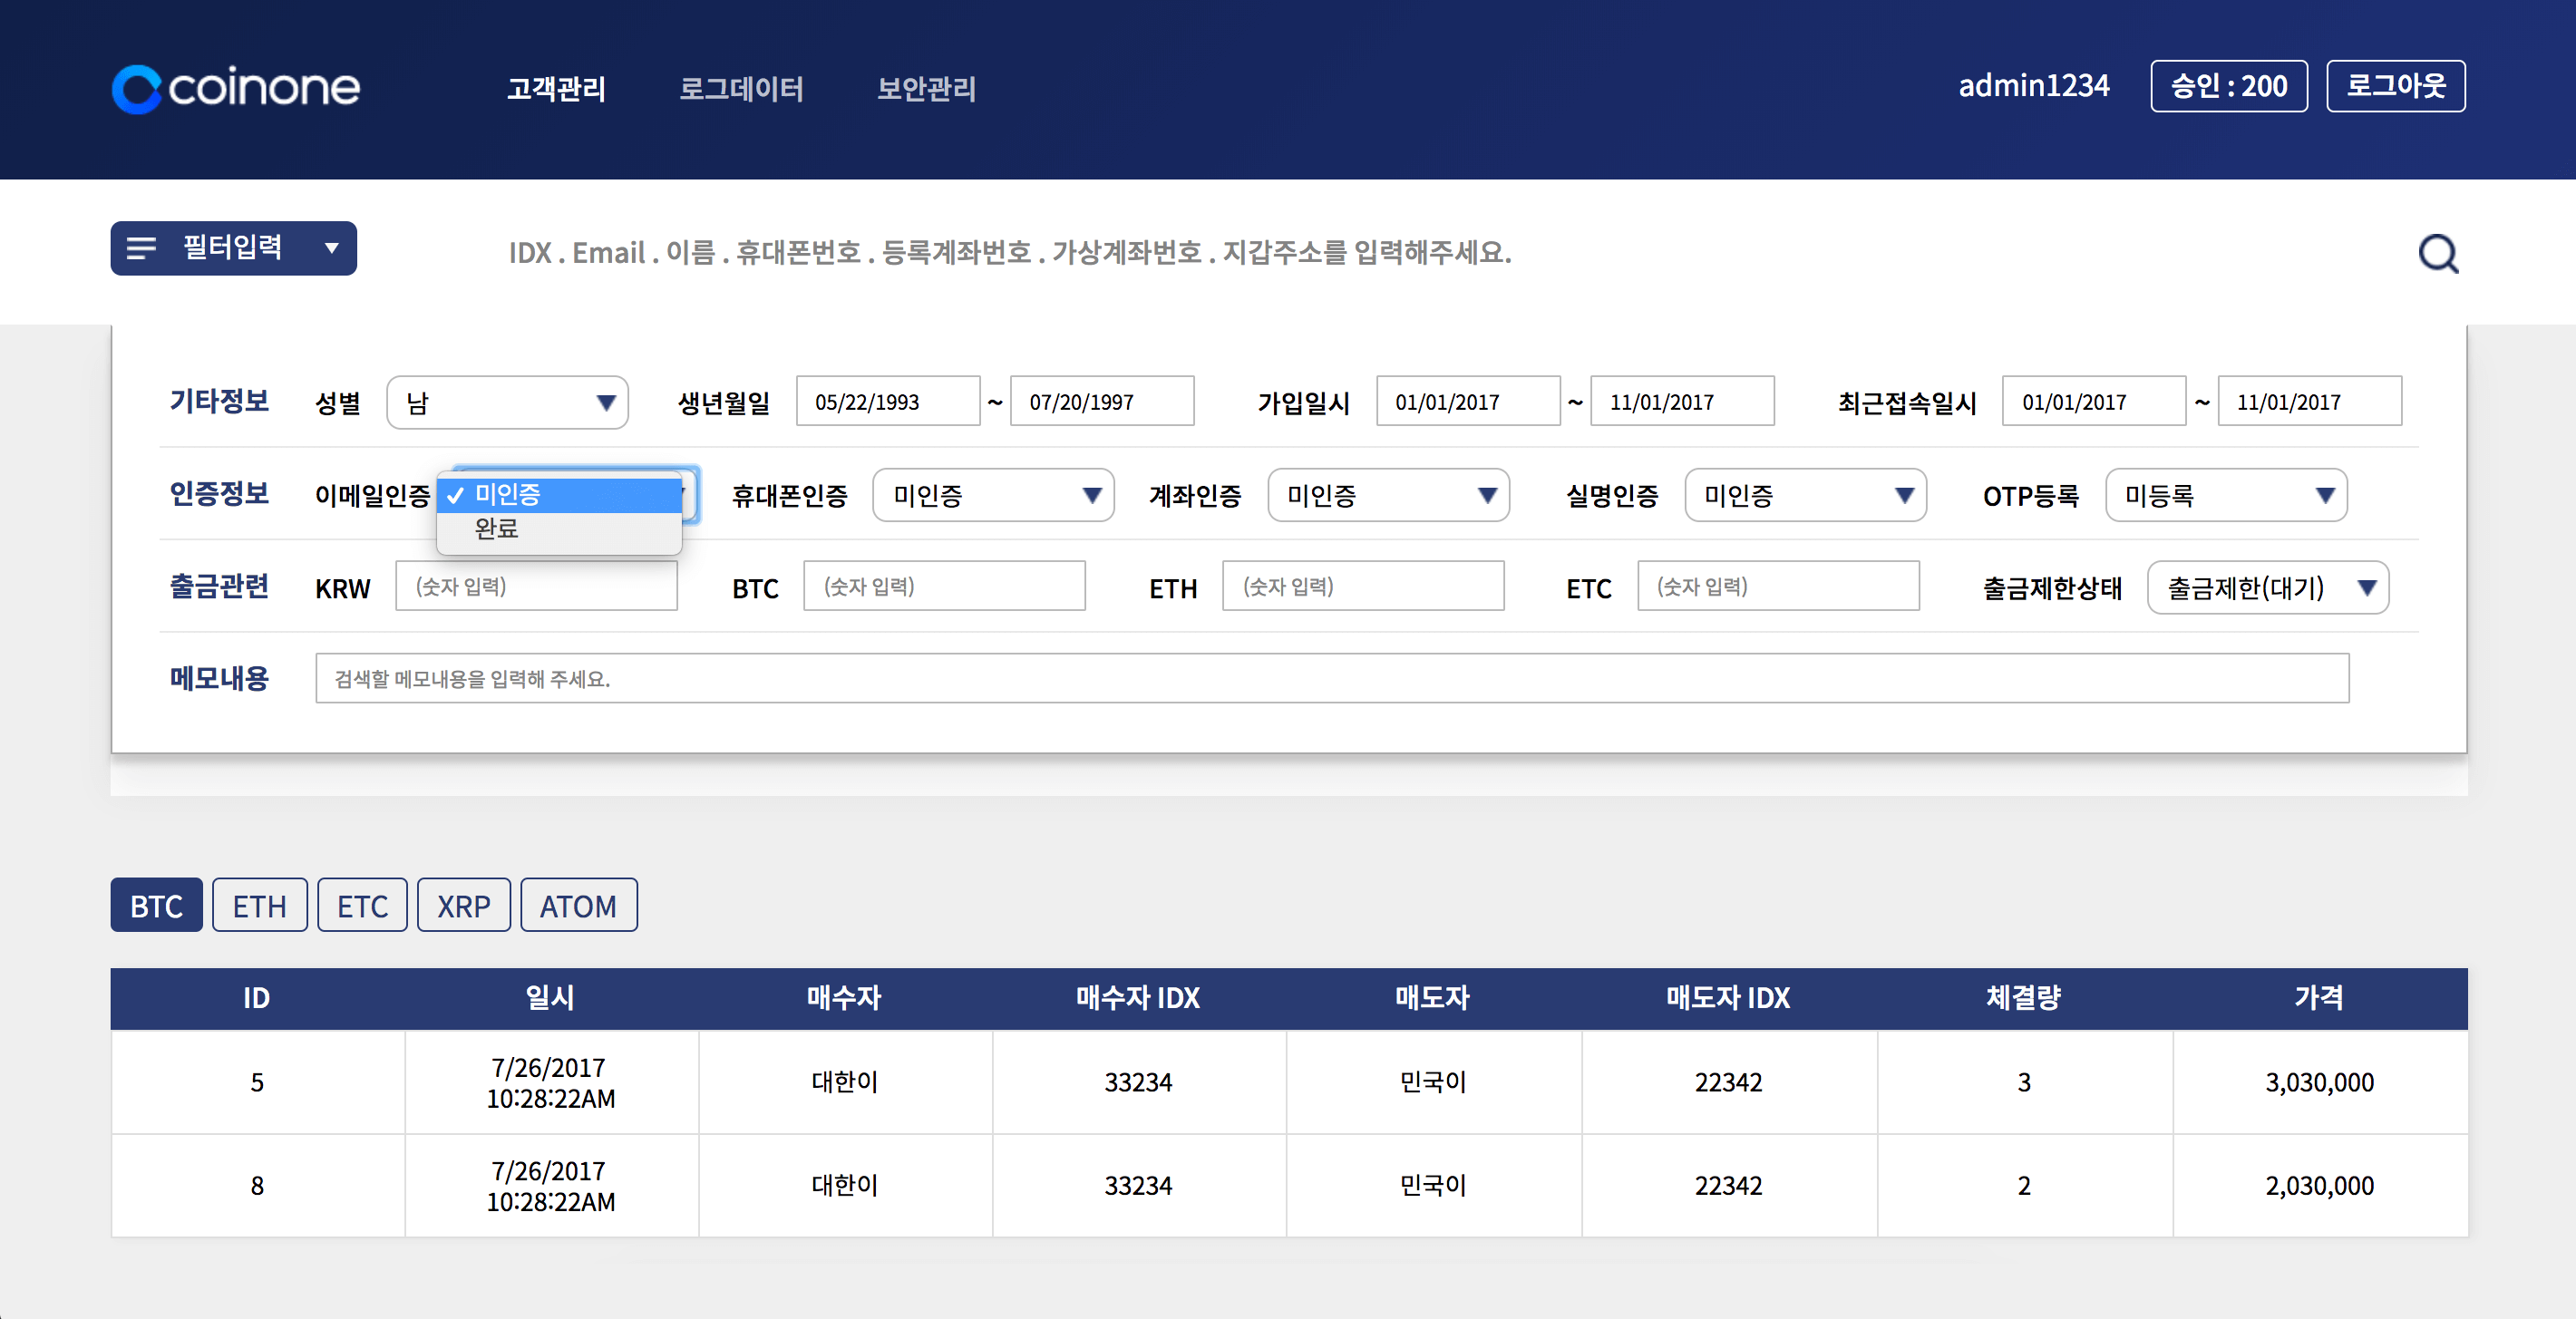 coinone 고객관리 로그데이터 보안관리 admin1234 승인 : 200 로그아웃
필터입력 IDX . Email . 이름 . 휴대폰번호 . 등록계좌번호 . 가상계좌번호 . 지갑주소를 입력해주세요.
기타정보 성별 남 생년월일 05/22/1993 ~ 07/20/1997 가입일시 01/01/2017 ~ 11/01/2017 최근접속일시 01/01/2017 ~ 11/01/2017
인증정보 이메일인증 ✓ 미인증 휴대폰인증 미인증 계좌인증 미인증 실명인증 미인증 OTP등록 미등록
완료
출금관련 KRW (숫자 입력) BTC (숫자 입력) ETH (숫자 입력) ETC (숫자 입력) 출금제한상태 출금제한(대기)
메모내용 검색할 메모내용을 입력해 주세요.
BTC ETH ETC XRP ATOM
ID 일시 매수자 매수자 IDX 매도자 매도자 IDX 체결량 가격
5 7/26/2017 10:28:22AM 대한이 33234 민국이 22342 3 3,030,000
8 7/26/2017 10:28:22AM 대한이 33234 민국이 22342 2 2,030,000